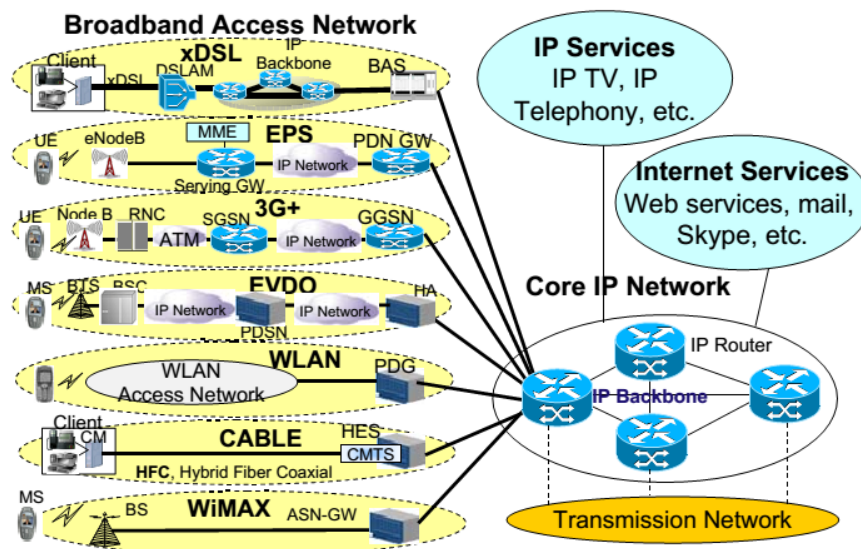 Broadband Access Network
xDSL
Client
xDSL
DSLAM
IP
Backbone
BAS
EPS
UE
eNodeB
MME
Serving GW
IP Network
PDN GW
3G+
UE
Node B
RNC
ATM
SGSN
IP Network
GGSN
EVDO
MS
BTS
BSC
IP Network
PDSN
IP Network
HA
WLAN
WLAN
Access Network
PDG
Client
CM
CABLE
HES
CMTS
HFC, Hybrid Fiber Coaxial
WiMAX
MS
BS
ASN-GW
IP Services
IP TV, IP
Telephony, etc.
Internet Services
Web services, mail,
Skype, etc.
Core IP Network
IP Router
IP Backbone
Transmission Network